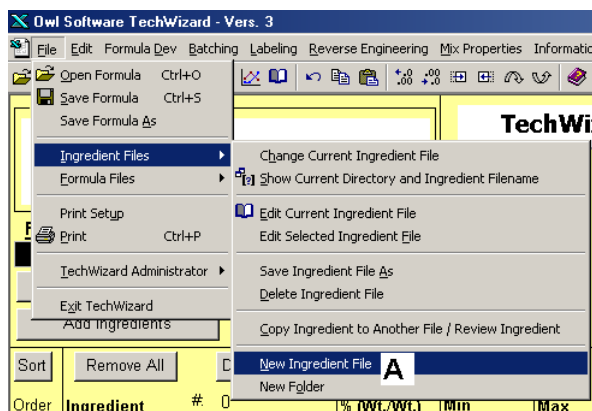 Owl Software TechWizard - Vers. 3
File Edit Formula Dev Batching Labeling Reverse Engineering Mix Properties
TechWi
Open Formula Ctrl+O
Save Formula Ctrl+S
Save Formula As
Ingredient Files
Formula Files
Print Setup
Print Ctrl+P
TechWizard Administrator
Exit TechWizard
Change Current Ingredient File
Show Current Directory and Ingredient Filename
Edit Current Ingredient File
Edit Selected Ingredient File
Save Ingredient File As
Delete Ingredient File
Copy Ingredient to Another File / Review Ingredient
New Ingredient File A
New Folder
Add Ingredients
Sort Remove All D
Order Ingredient # 0 % (Wt./Wt.) Min Max